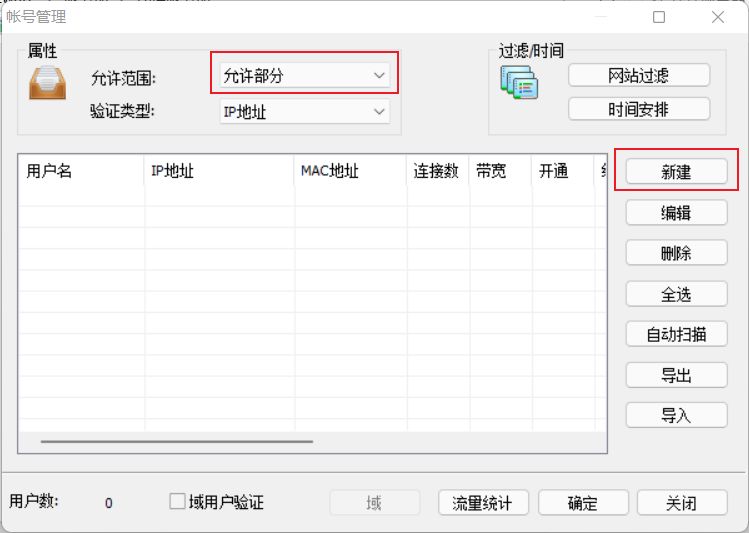 帐号管理
属性
允许范围:
允许部分
验证类型:
IP地址
过滤/时间
网站过滤
时间安排
用户名 IP地址 MAC地址 连接数 带宽 开通
新建
编辑
删除
全选
自动扫描
导出
导入
用户数: 0 域用户验证 域 流量统计 确定 关闭